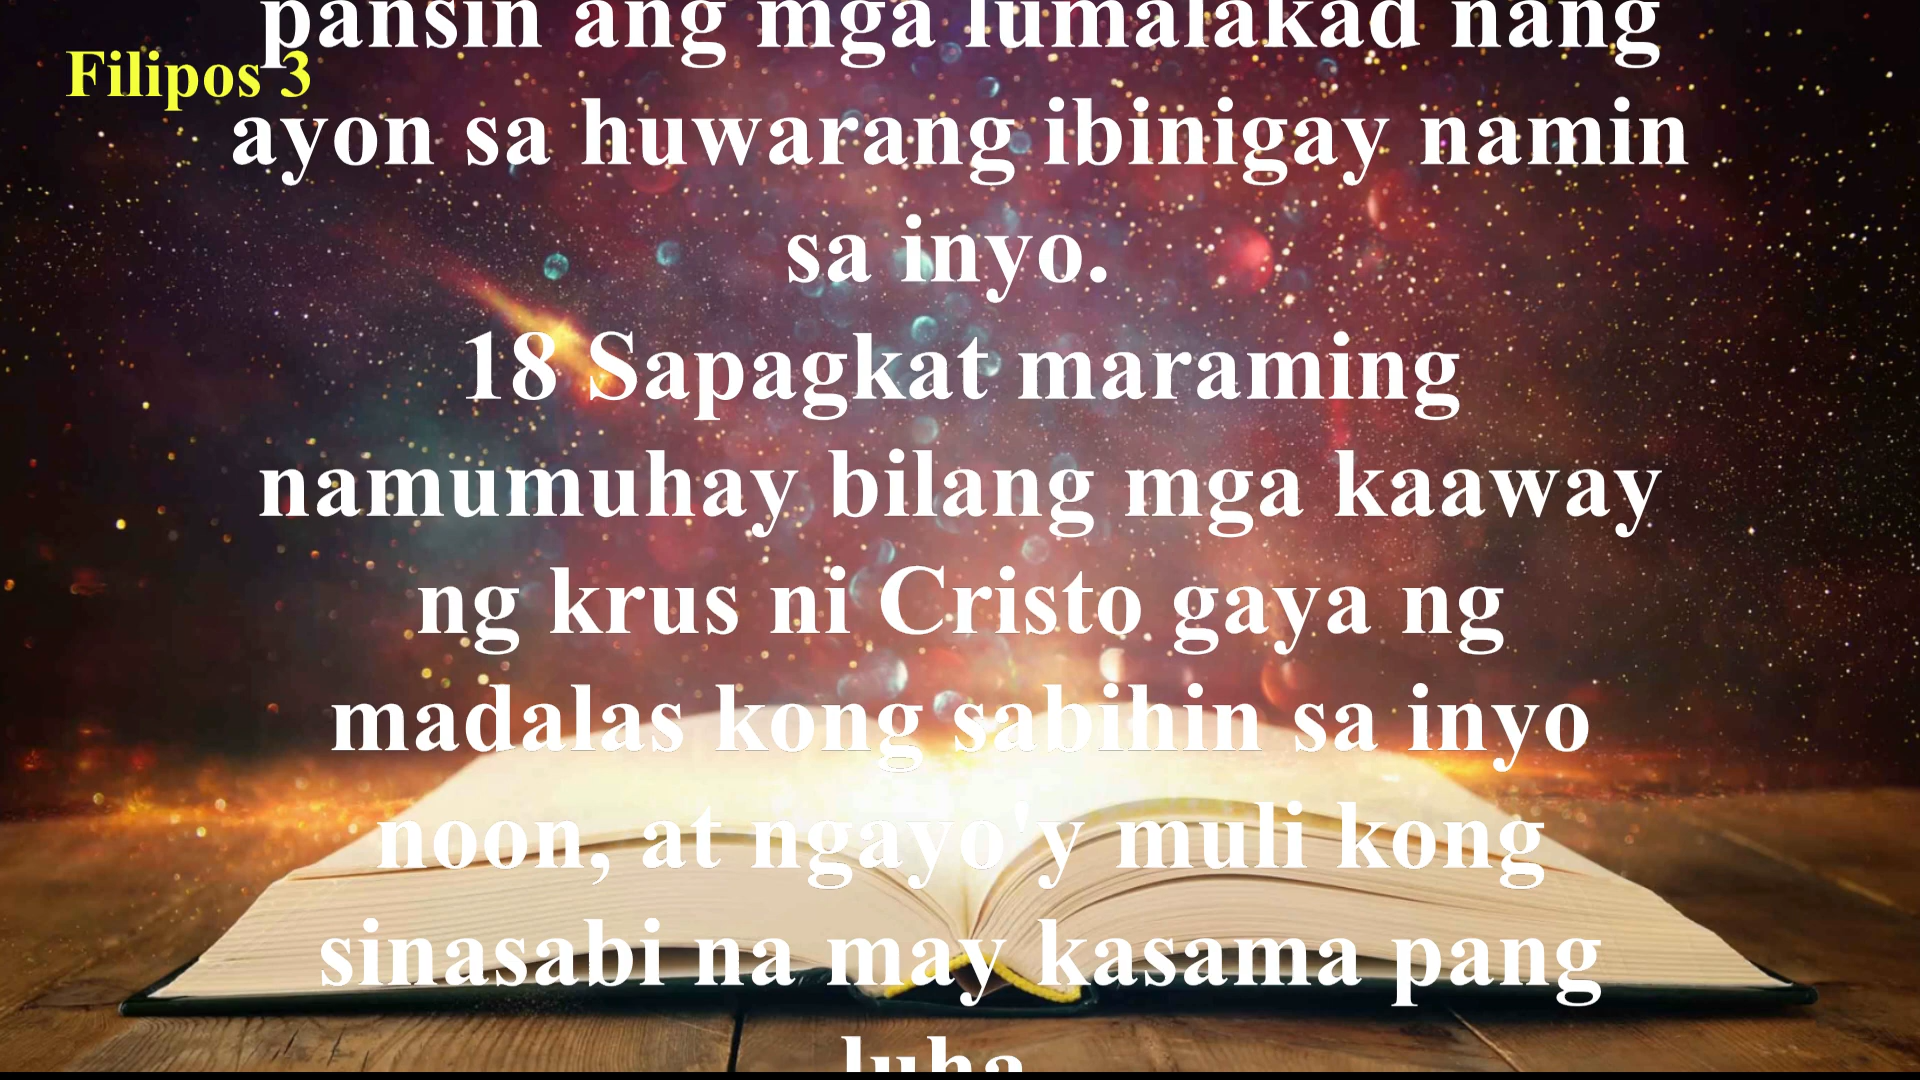 pansin ang mga lumalakad nang
Filipos 3
ayon sa huwarang ibinigay namin
sa inyo.
18 Sapagkat maraming
namumuhay bilang mga kaaway
ng krus ni Cristo gaya ng
madalas kong sabihin sa inyo
noon, at ngayo'y muli kong
sinasabi na may kasama pang
luha